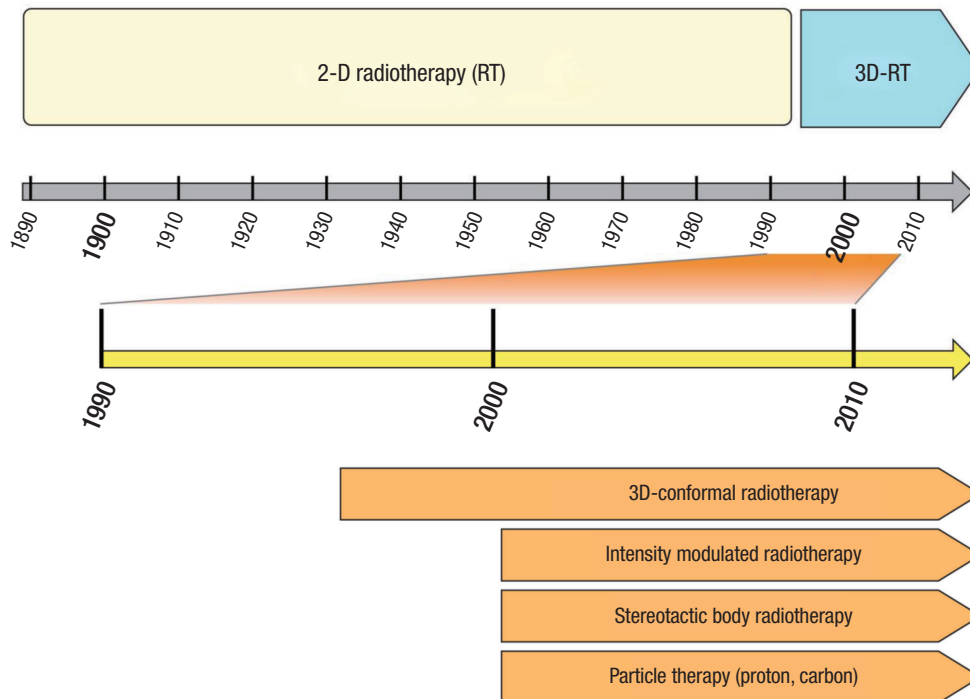 2-D radiotherapy (RT)
3D-RT
1890
1900
1910
1920
1930
1940
1950
1960
1970
1980
1990
2000
2010
1990
2000
2010
3D-conformal radiotherapy
Intensity modulated radiotherapy
Stereotactic body radiotherapy
Particle therapy (proton, carbon)